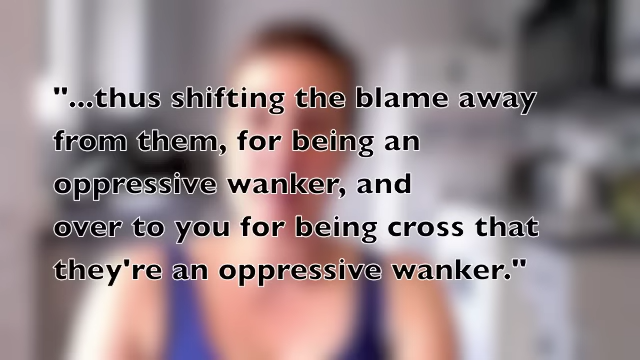 "...thus shifting the blame away
from them, for being an
oppressive wanker, and
over to you for being cross that
they're an oppressive wanker."